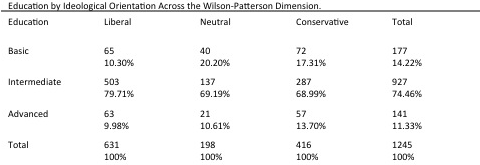 Education by Ideological Orientation Across the Wilson-Patterson Dimension.
Education Liberal Neutral Conservative Total
Basic 65 40 72 177
10.30% 20.20% 17.31% 14.22%
Intermediate 503 137 287 927
79.71% 69.19% 68.99% 74.46%
Advanced 63 21 57 141
9.98% 10.61% 13.70% 11.33%
Total 631 198 416 1245
100% 100% 100% 100%